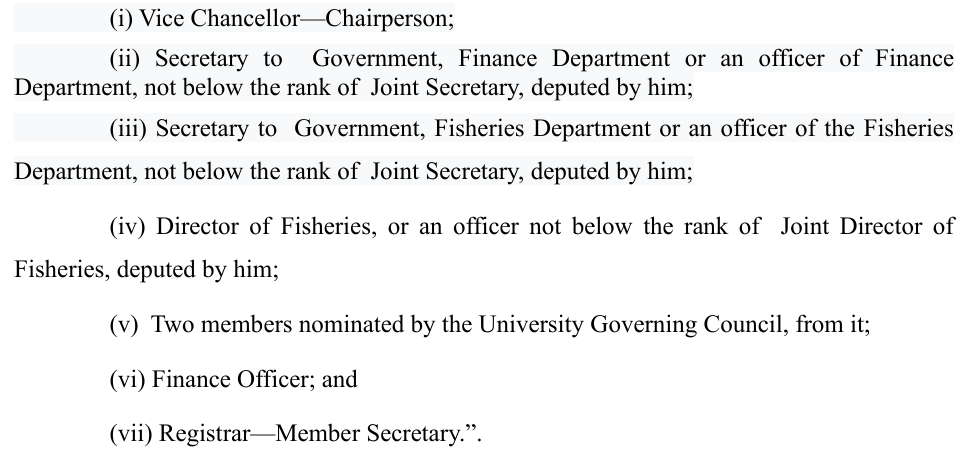 (i) Vice Chancellor—Chairperson;
(ii) Secretary to Government, Finance Department or an officer of Finance
Department, not below the rank of Joint Secretary, deputed by him;
(iii) Secretary to Government, Fisheries Department or an officer of the Fisheries
Department, not below the rank of Joint Secretary, deputed by him;
(iv) Director of Fisheries, or an officer not below the rank of Joint Director of
Fisheries, deputed by him;
(v) Two members nominated by the University Governing Council, from it;
(vi) Finance Officer; and
(vii) Registrar—Member Secretary.”.